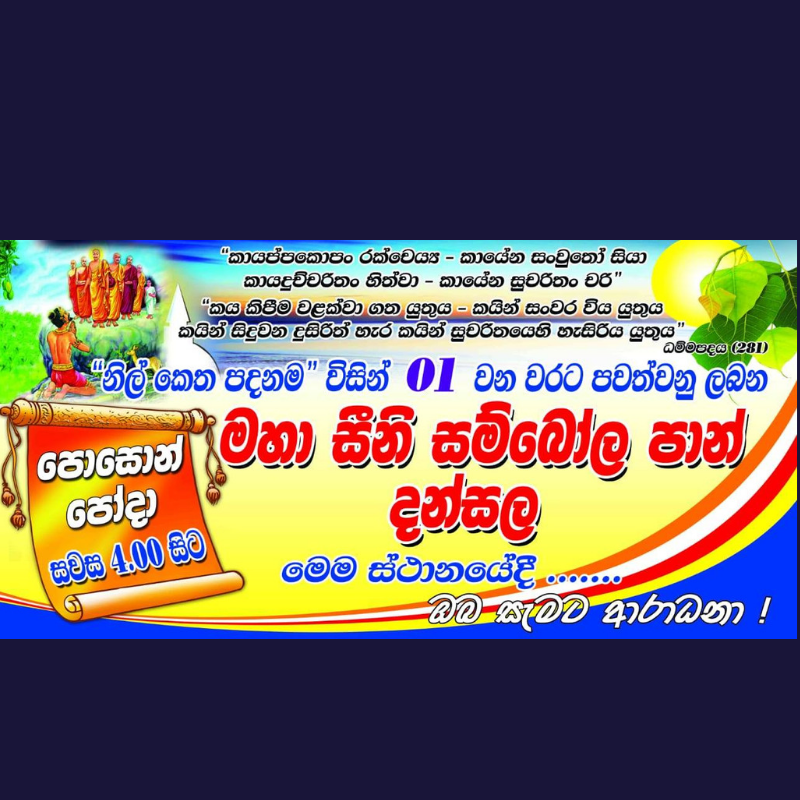 “කායප්පකොපං රක්ඛෙය්‍ය - කායේන සංවුතෝ සියා
කායදුච්චරිතං හිත්වා - කායේන සුචරිතං චරි”
“කය කිපීම වළක්වා ගත යුතුය - කයින් සංවර විය යුතුය
කයින් සිදුවන දුසිරිත් හැර කයින් සුචරිතයෙහි හැසිරිය යුතුය”
ධම්මපදය (281)
“නිල් කෙත පදනම” විසින් 01 වන වරට පවත්වනු ලබන
මහා සීනි සම්බෝල පාන්
දන්සල
පොසොන්
පෝදා
සවස 4.00 සිට
මෙම ස්ථානයේදී .......
ඔබ සැමට ආරාධනා !